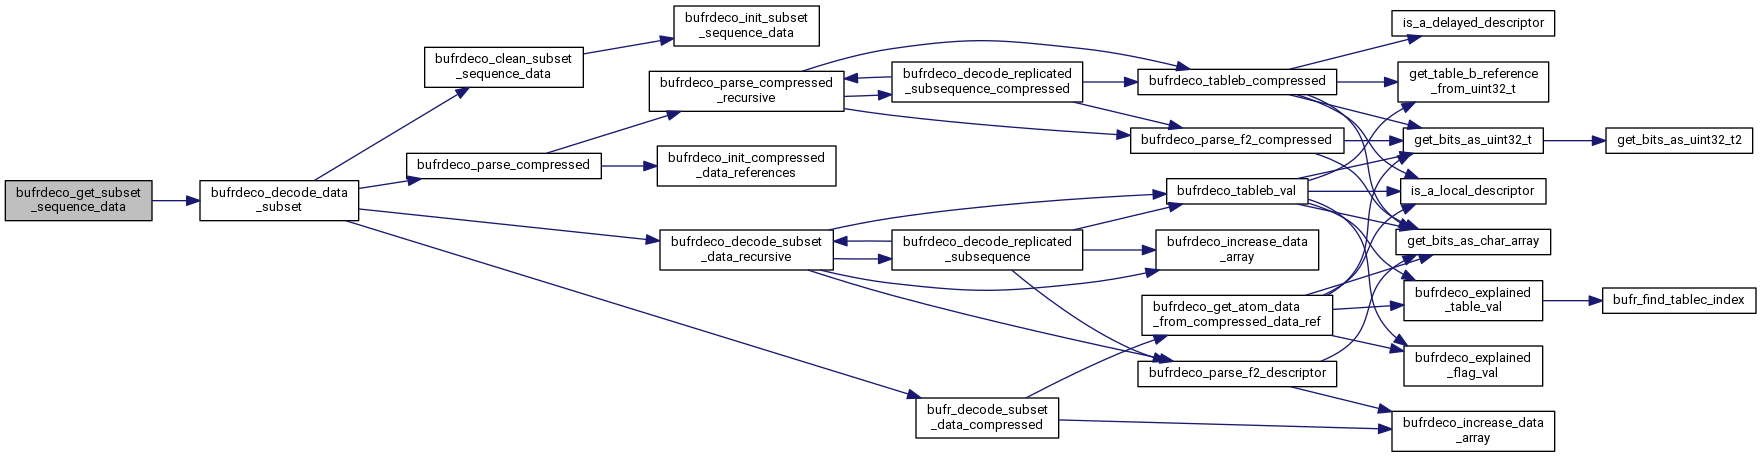 bufrdeco_get_subset
_sequence_data
bufrdeco_decode_data
_subset
bufrdeco_clean_subset
_sequence_data
bufrdeco_parse_compressed
bufrdeco_init_subset
_sequence_data
bufrdeco_parse_compressed
_recursive
bufrdeco_init_compressed
_data_references
bufrdeco_decode_subset
_data_recursive
bufrdeco_decode_replicated
_subsequence_compressed
bufrdeco_decode_replicated
_subsequence
bufr_decode_subset
_data_compressed
bufrdeco_tableb_compressed
bufrdeco_parse_f2_compressed
bufrdeco_tableb_val
bufrdeco_increase_data
_array
bufrdeco_get_atom_data
_from_compressed_data_ref
bufrdeco_parse_f2_descriptor
is_a_delayed_descriptor
get_table_b_reference
_from_uint32_t
get_bits_as_uint32_t
is_a_local_descriptor
get_bits_as_char_array
bufrdeco_explained
_table_val
bufrdeco_explained
_flag_val
bufrdeco_increase_data
_array
get_bits_as_uint32_t2
bufr_find_tablec_index